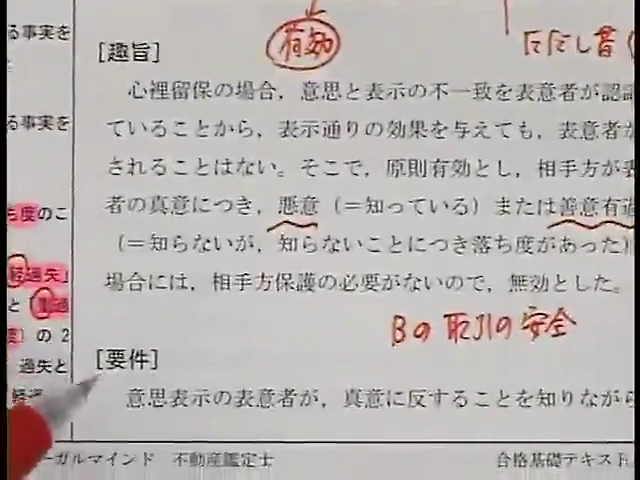 る事実を
る事実を
ち度のこ
経過失」
と
の 2
過失と
有効
ただし書
[趣旨]
心裡留保の場合，意思と表示の不一致を表意者が認識
ていることから，表示通りの効果を与えても，表意者が
されることはない。そこで，原則有効とし，相手方が表
者の真意につき，悪意（＝知っている）または善意有過
（＝知らないが，知らないことにつき落ち度があった）
場合には，相手方保護の必要がないので，無効とした。
Bの取引の安全
[要件]
意思表示の表意者が，真意に反することを知りながら
ーガルマインド 不動産鑑定士
合格基礎テキスト